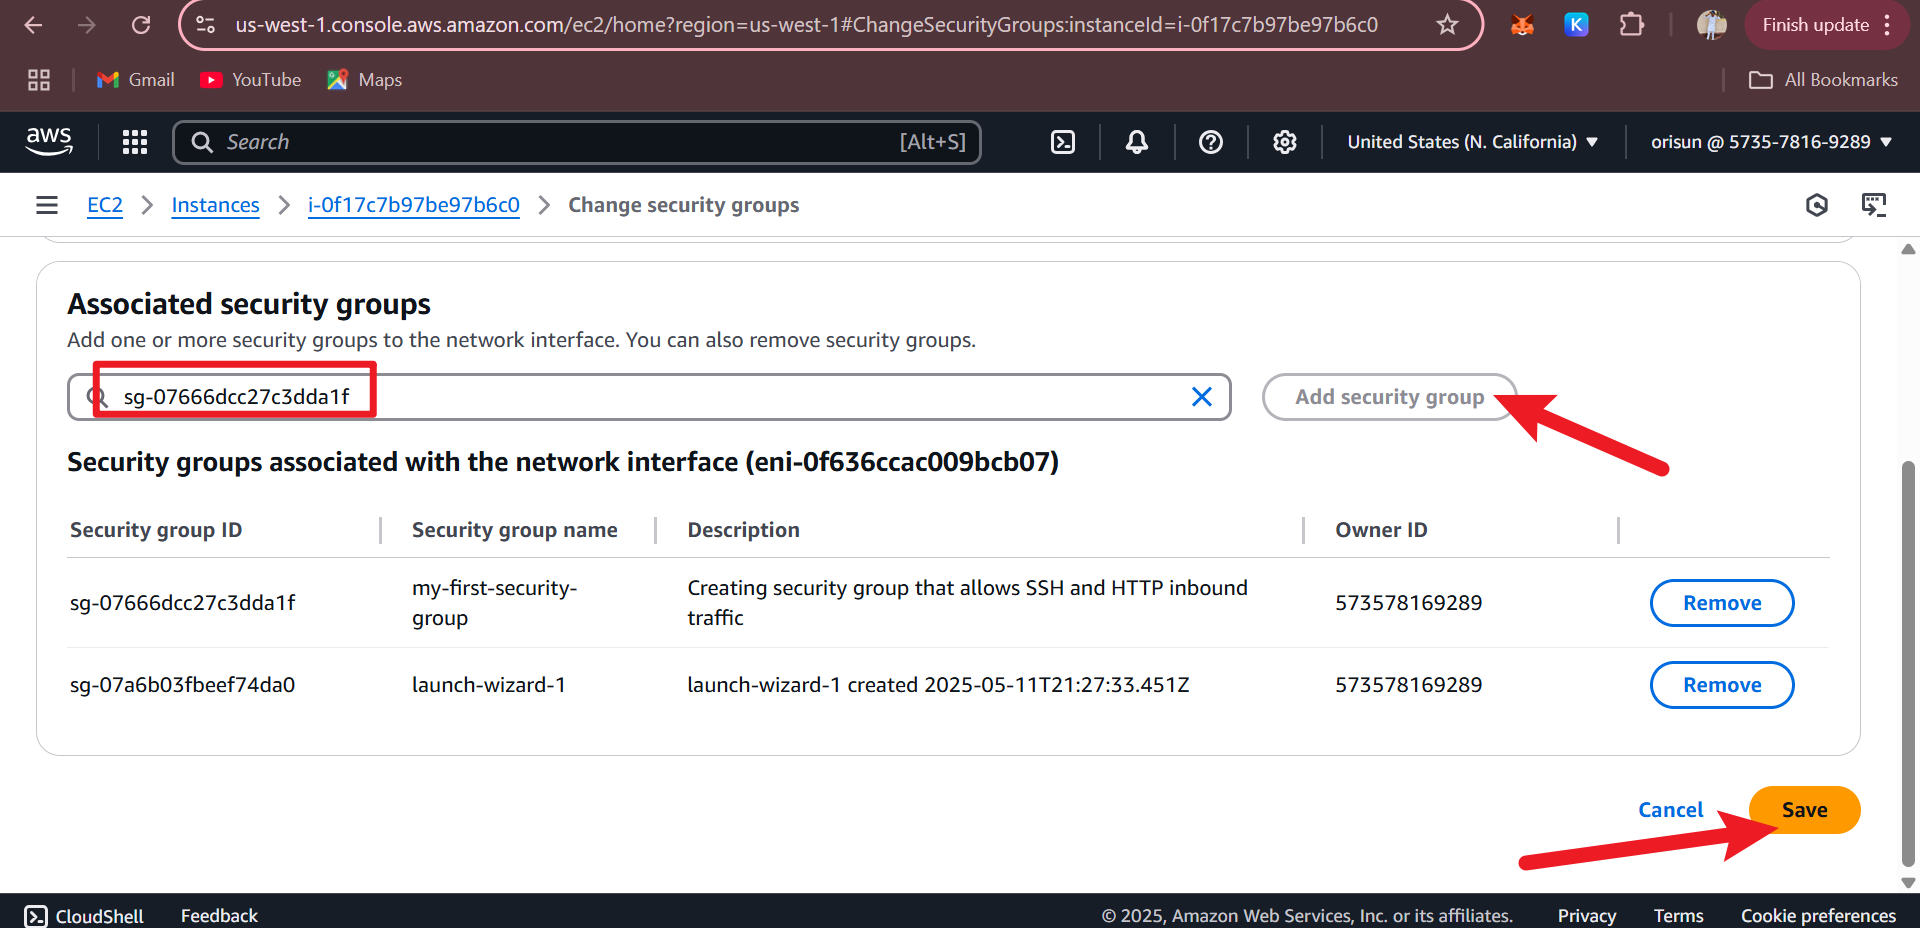 us-west-1.console.aws.amazon.com/ec2/home?region=us-west-1#ChangeSecurityGroups:instanceId=i-0f17c7b97be97b6c0
K
Finish update
Gmail
YouTube
Maps
All Bookmarks
aws
Search
[Alt+S]
United States (N. California)
orisun @ 5735-7816-9289
EC2
Instances
i-0f17c7b97be97b6c0
Change security groups
Associated security groups
Add one or more security groups to the network interface. You can also remove security groups.
sg-07666dcc27c3dda1f
Add security group
Security groups associated with the network interface (eni-0f636ccac009bcb07)
Security group ID
Security group name
Description
Owner ID
sg-07666dcc27c3dda1f
my-first-security-
group
Creating security group that allows SSH and HTTP inbound
traffic
573578169289
Remove
sg-07a6b03fbeef74da0
launch-wizard-1
launch-wizard-1 created 2025-05-11T21:27:33.451Z
573578169289
Remove
Cancel
Save
CloudShell
Feedback
© 2025, Amazon Web Services, Inc. or its affiliates.
Privacy
Terms
Cookie preferences